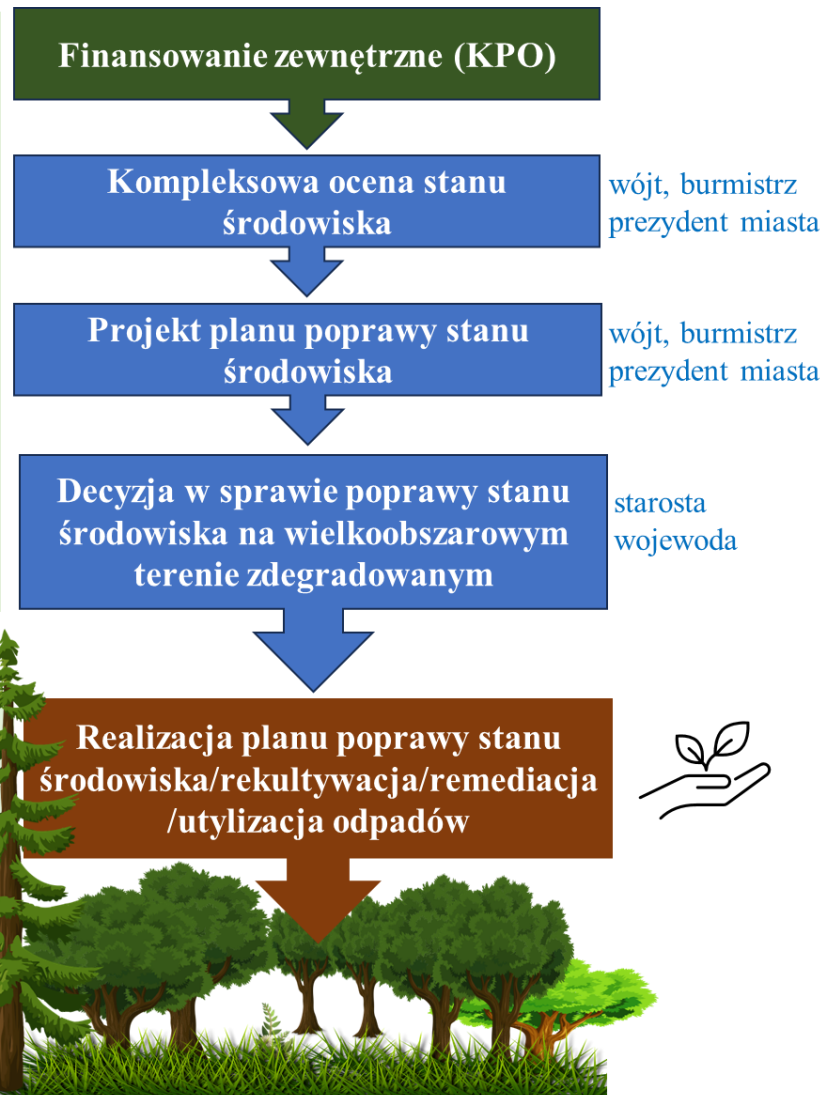 Finansowanie zewnętrzne (KPO)
Kompleksowa ocena stanu
środowiska
wójt, burmistrz
prezydent miasta
Projekt planu poprawy stanu
środowiska
wójt, burmistrz
prezydent miasta
Decyzja w sprawie poprawy stanu
środowiska na wielkoobszarowym
terenie zdegradowanym
starosta
wojewoda
Realizacja planu poprawy stanu
środowiska/rekultywacja/remediacja
/utylizacja odpadów